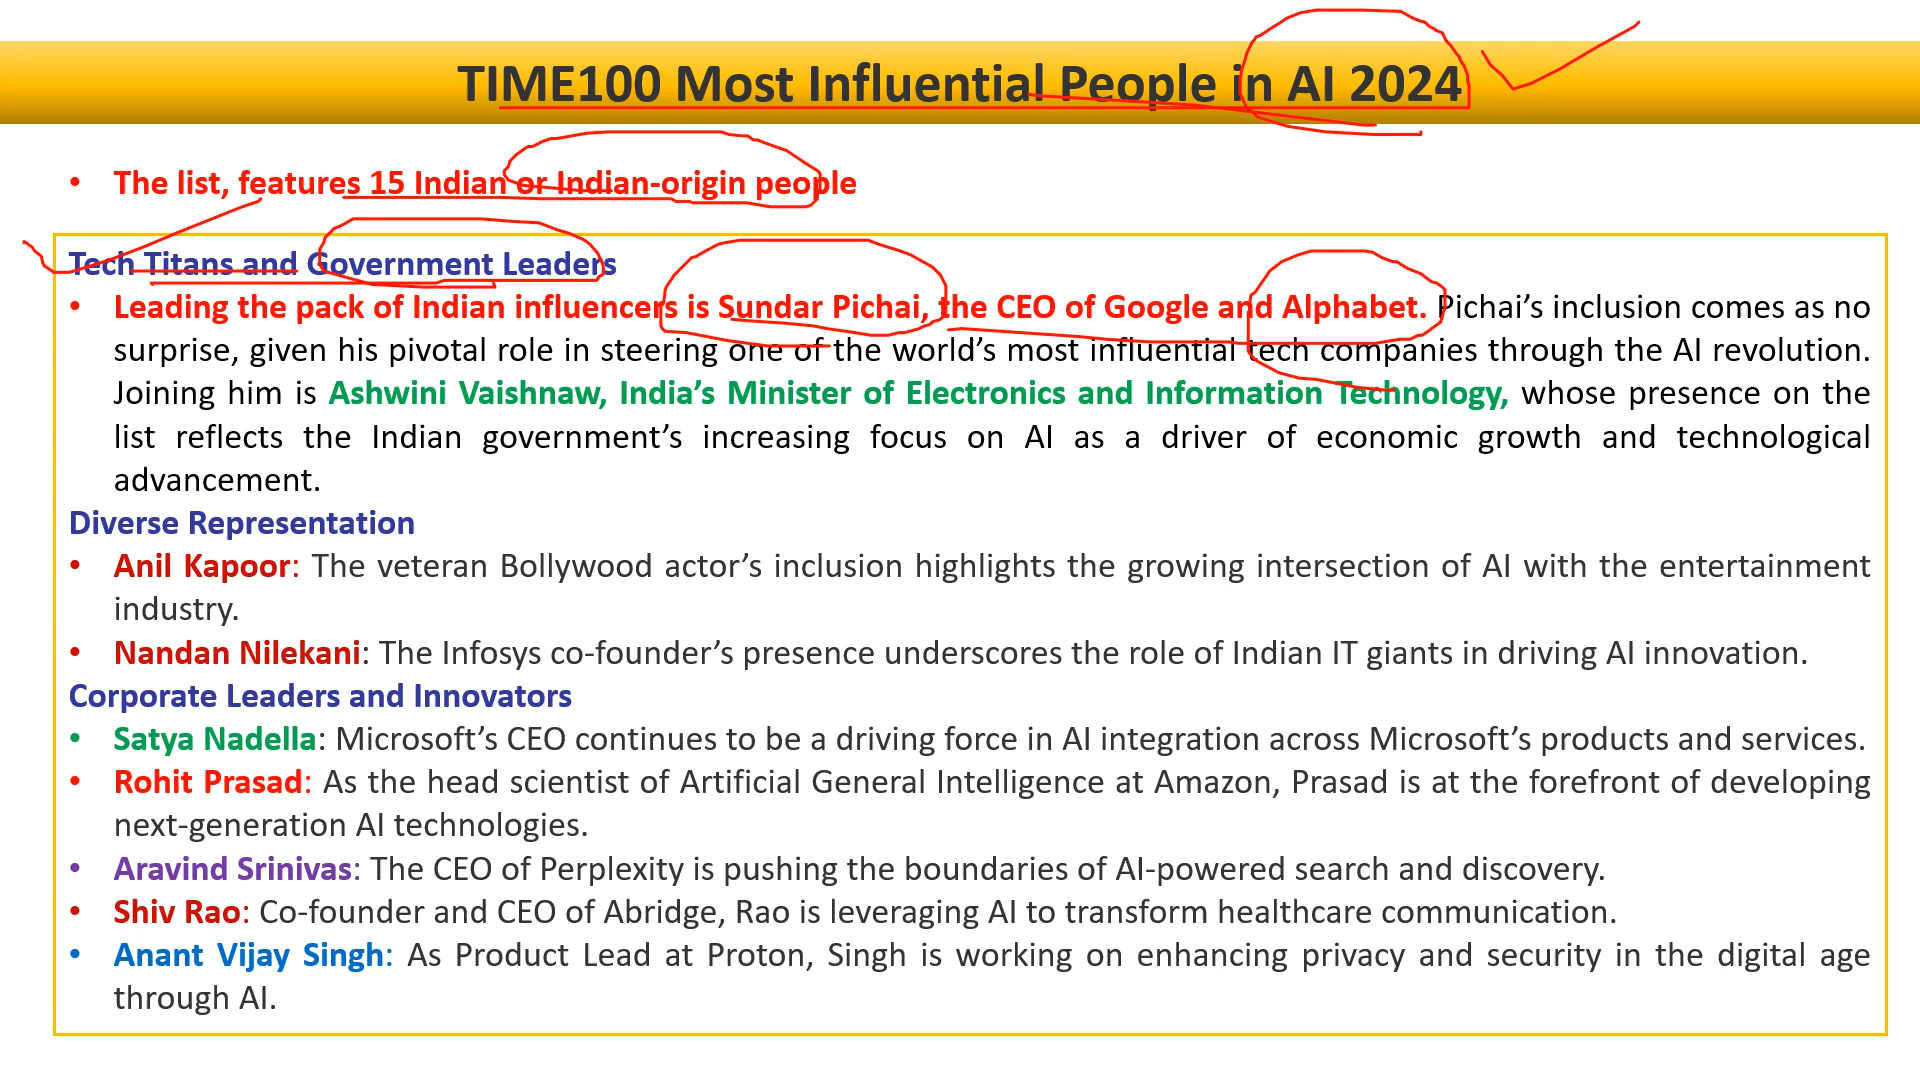 TIME100 Most Influential People in AI 2024
• The list, features 15 Indian or Indian-origin people
Tech Titans and Government Leaders
• Leading the pack of Indian influencers is Sundar Pichai, the CEO of Google and Alphabet. Pichai’s inclusion comes as no
surprise, given his pivotal role in steering one of the world’s most influential tech companies through the AI revolution.
Joining him is Ashwini Vaishnaw, India’s Minister of Electronics and Information Technology, whose presence on the
list reflects the Indian government’s increasing focus on AI as a driver of economic growth and technological
advancement.
Diverse Representation
• Anil Kapoor: The veteran Bollywood actor’s inclusion highlights the growing intersection of AI with the entertainment
industry.
• Nandan Nilekani: The Infosys co-founder’s presence underscores the role of Indian IT giants in driving AI innovation.
Corporate Leaders and Innovators
• Satya Nadella: Microsoft’s CEO continues to be a driving force in AI integration across Microsoft’s products and services.
• Rohit Prasad: As the head scientist of Artificial General Intelligence at Amazon, Prasad is at the forefront of developing
next-generation AI technologies.
• Aravind Srinivas: The CEO of Perplexity is pushing the boundaries of AI-powered search and discovery.
• Shiv Rao: Co-founder and CEO of Abridge, Rao is leveraging AI to transform healthcare communication.
• Anant Vijay Singh: As Product Lead at Proton, Singh is working on enhancing privacy and security in the digital age
through AI.